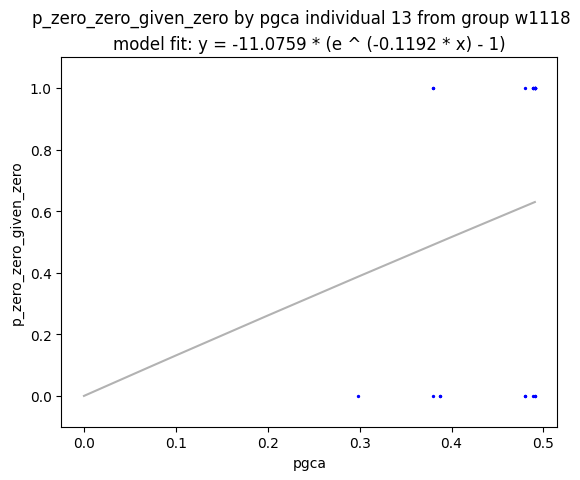 p_zero_zero_given_zero by pgca individual 13 from group w1118
model fit: y = -11.0759 * (e ^ (-0.1192 * x) - 1)
p_zero_zero_given_zero
1.0
0.8
0.6
0.4
0.2
0.0
0.0 0.1 0.2 0.3 0.4 0.5
pgca